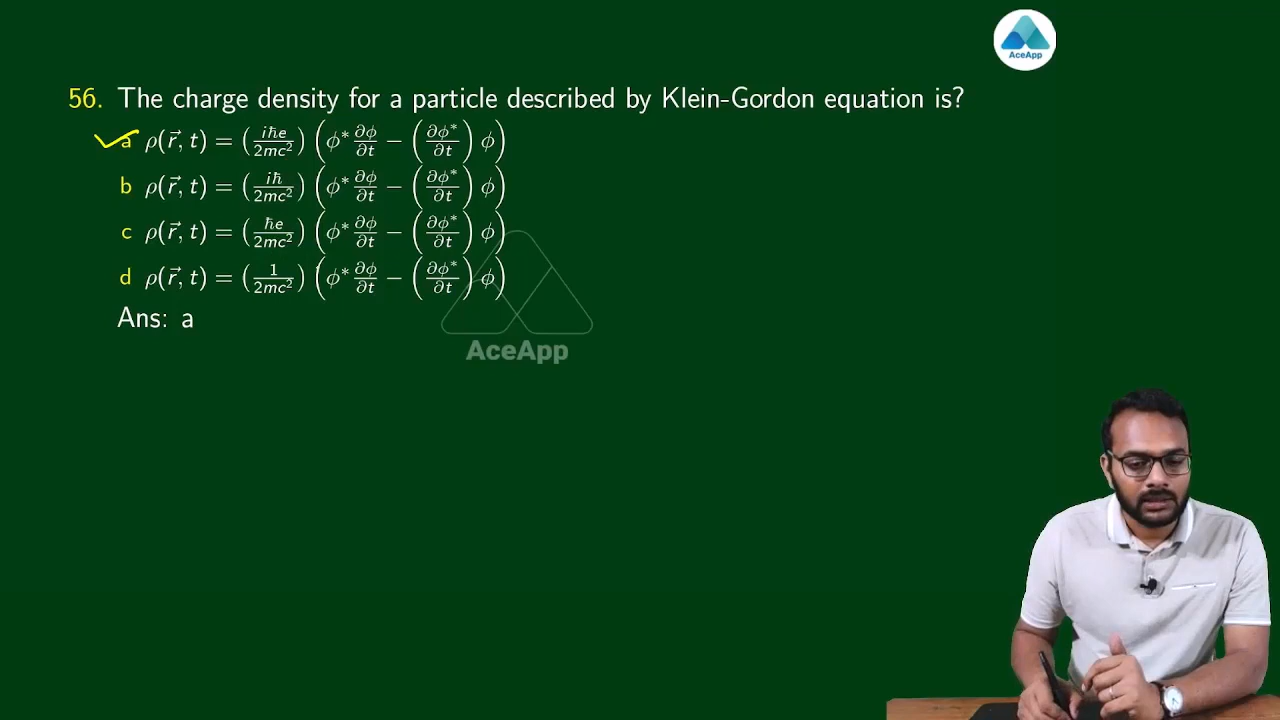 AceApp
56. The charge density for a particle described by Klein-Gordon equation is?
a ρ(r⃗, t) = (iħe/2mc²) (ϕ* ∂ϕ/∂t − (∂ϕ*/∂t) ϕ)
b ρ(r⃗, t) = (iħ/2mc²) (ϕ* ∂ϕ/∂t − (∂ϕ*/∂t) ϕ)
c ρ(r⃗, t) = (ħe/2mc²) (ϕ* ∂ϕ/∂t − (∂ϕ*/∂t) ϕ)
d ρ(r⃗, t) = (1/2mc²) (ϕ* ∂ϕ/∂t − (∂ϕ*/∂t) ϕ)
Ans: a
AceApp